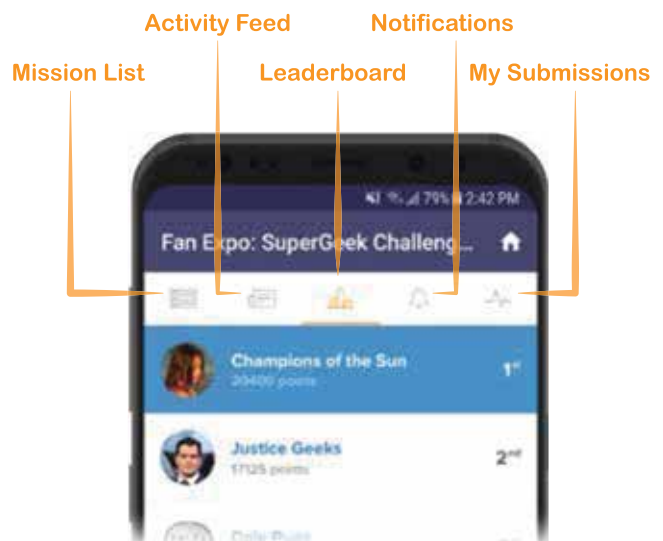 Activity Feed
Notifications
Mission List
Leaderboard
My Submissions
79% 2:42 PM
Fan Expo: SuperGeek Challeng...
Champions of the Sun
20400 points
1st
Justice Geeks
17125 points
2nd